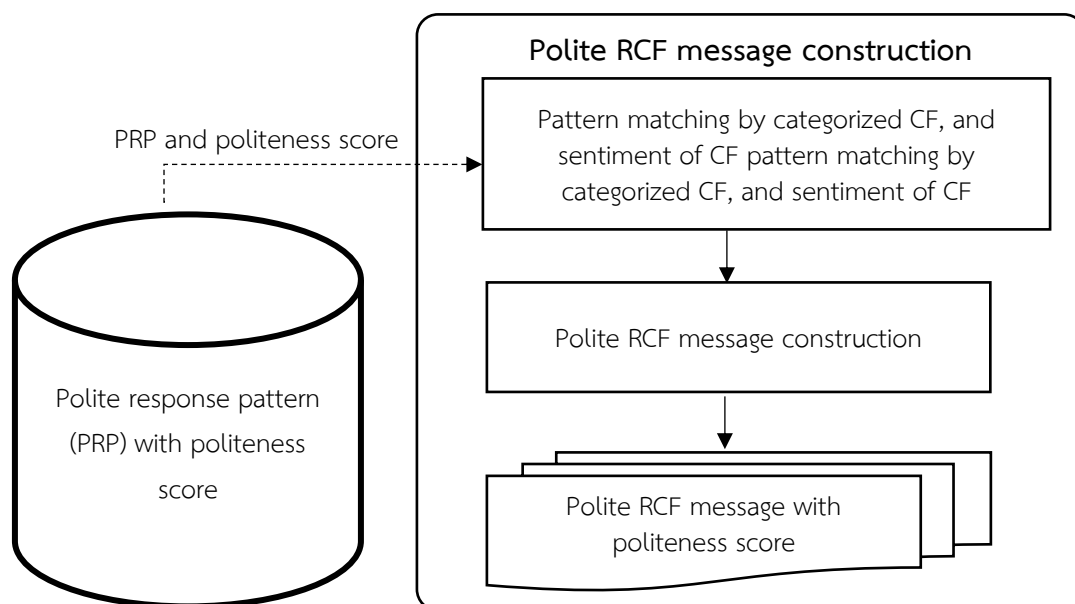 Polite RCF message construction
Pattern matching by categorized CF, and
sentiment of CF pattern matching by
categorized CF, and sentiment of CF
PRP and politeness score
Polite RCF message construction
Polite response pattern
(PRP) with politeness
score
Polite RCF message with
politeness score